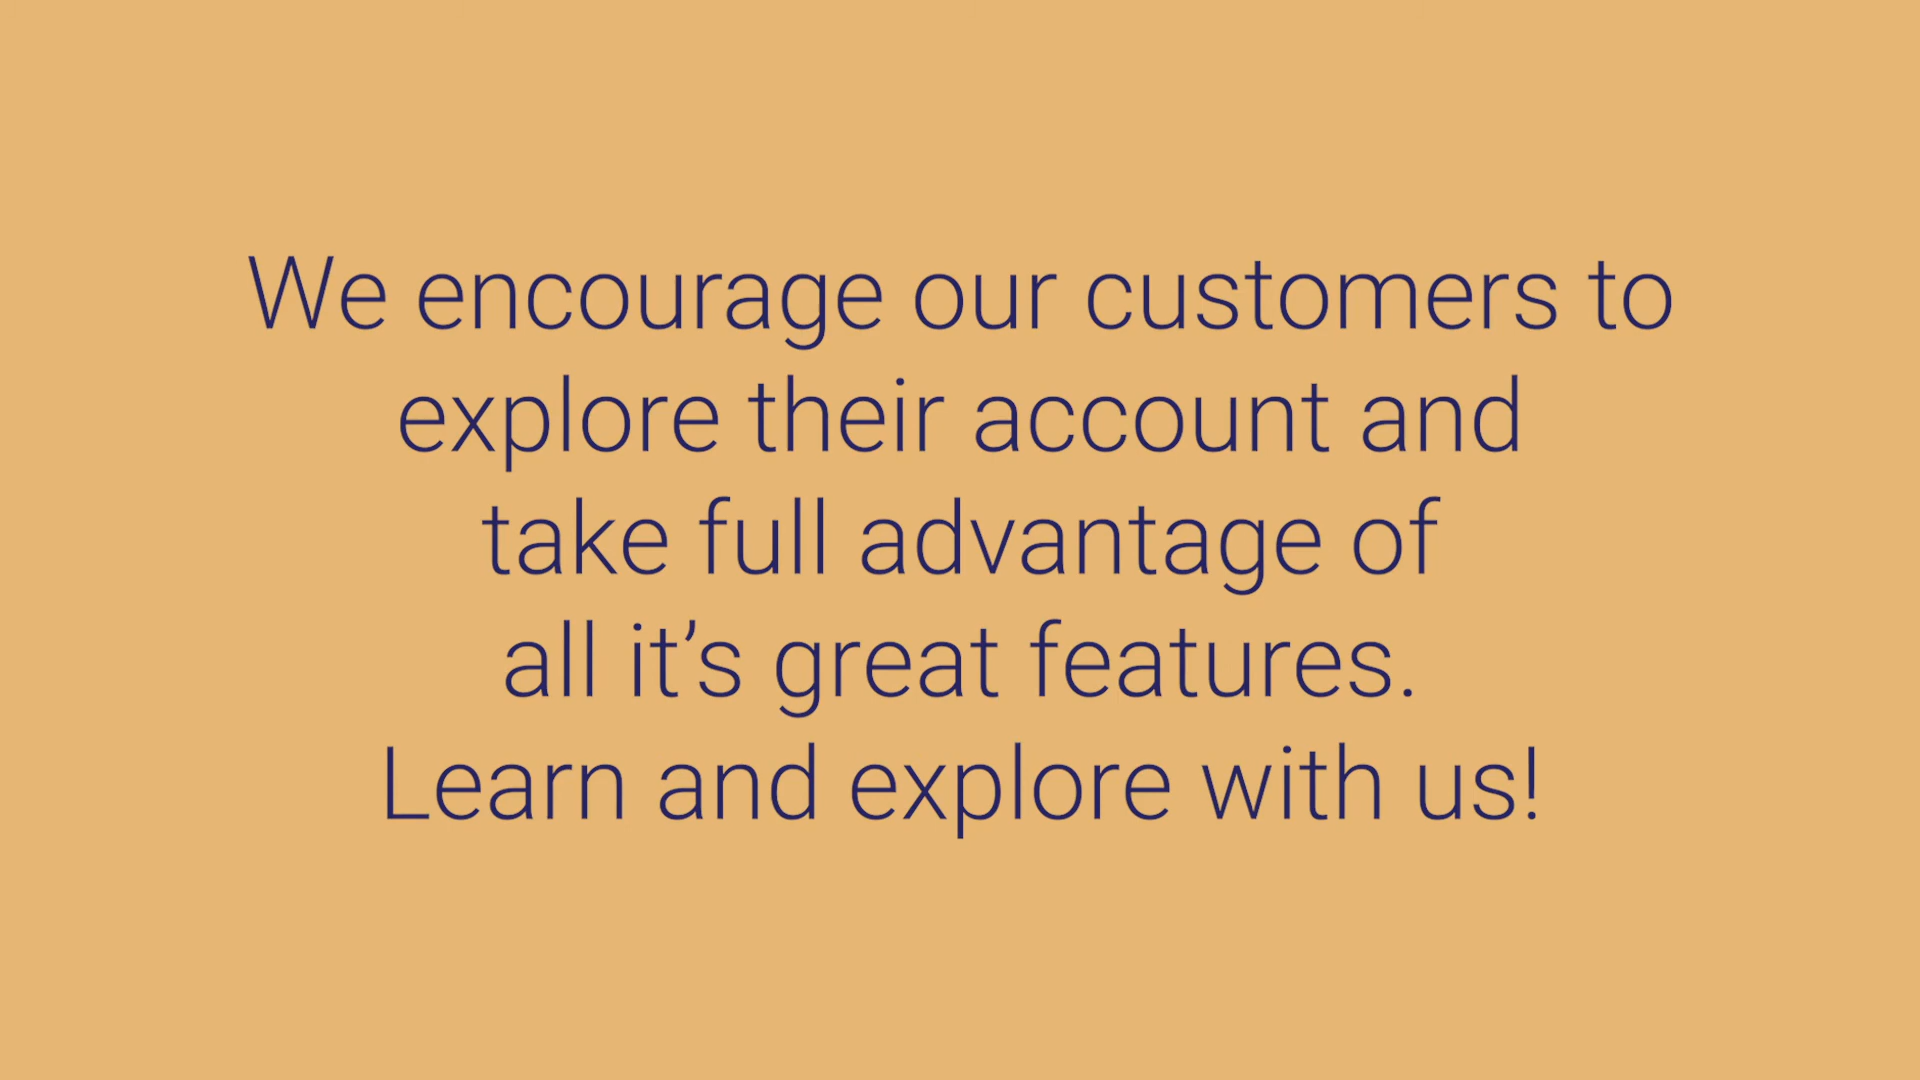 We encourage our customers to
explore their account and
take full advantage of
all it’s great features.
Learn and explore with us!